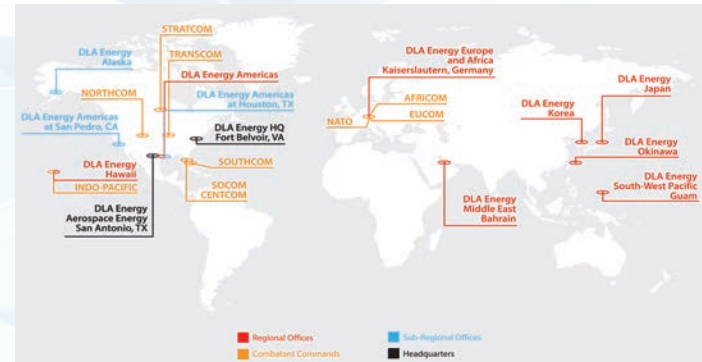 STRATCOM
DLA Energy
Alaska
TRANSCOM
DLA Energy Americas
NORTHCOM
DLA Energy Americas
at Houston, TX
DLA Energy Americas
at San Pedro, CA
DLA Energy HQ
Fort Belvoir, VA
DLA Energy
Hawaii
INDO-PACIFIC
SOUTHCOM
SOCOM
CENTCOM
DLA Energy
Aerospace Energy
San Antonio, TX
DLA Energy Europe
and Africa
Kaiserslautern, Germany
AFRICOM
NATO
EUCOM
DLA Energy
Japan
DLA Energy
Korea
DLA Energy
Okinawa
DLA Energy
Middle East
Bahrain
DLA Energy
South-West Pacific
Guam
Regional Offices
Sub-Regional Offices
Combatant Commands
Headquarters